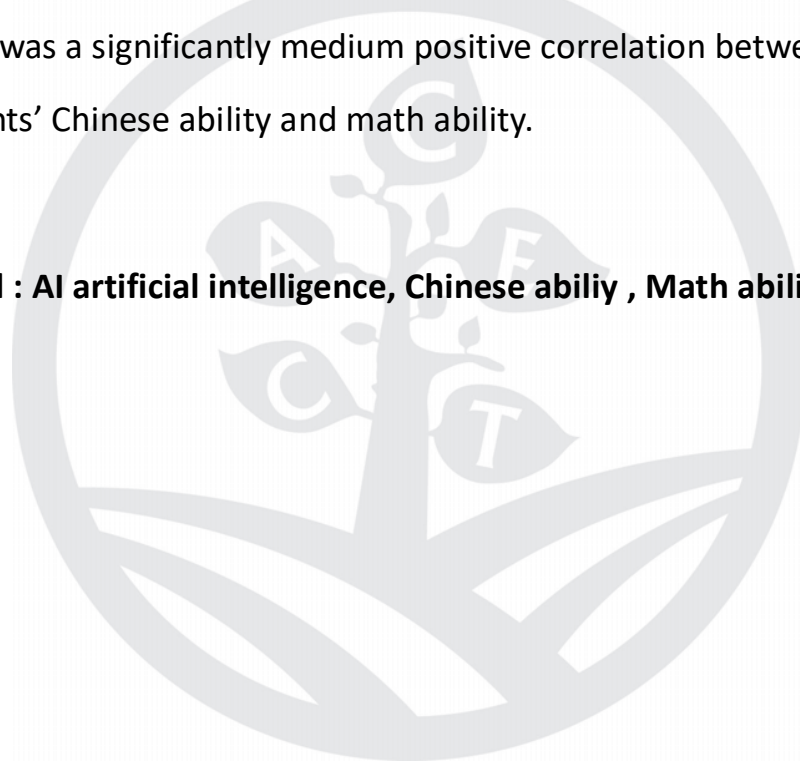 was a significantly medium positive correlation betwe
nts' Chinese ability and math ability.
C
A E
: AI artificial intelligence, Chinese abiliy , Math abili
C
T